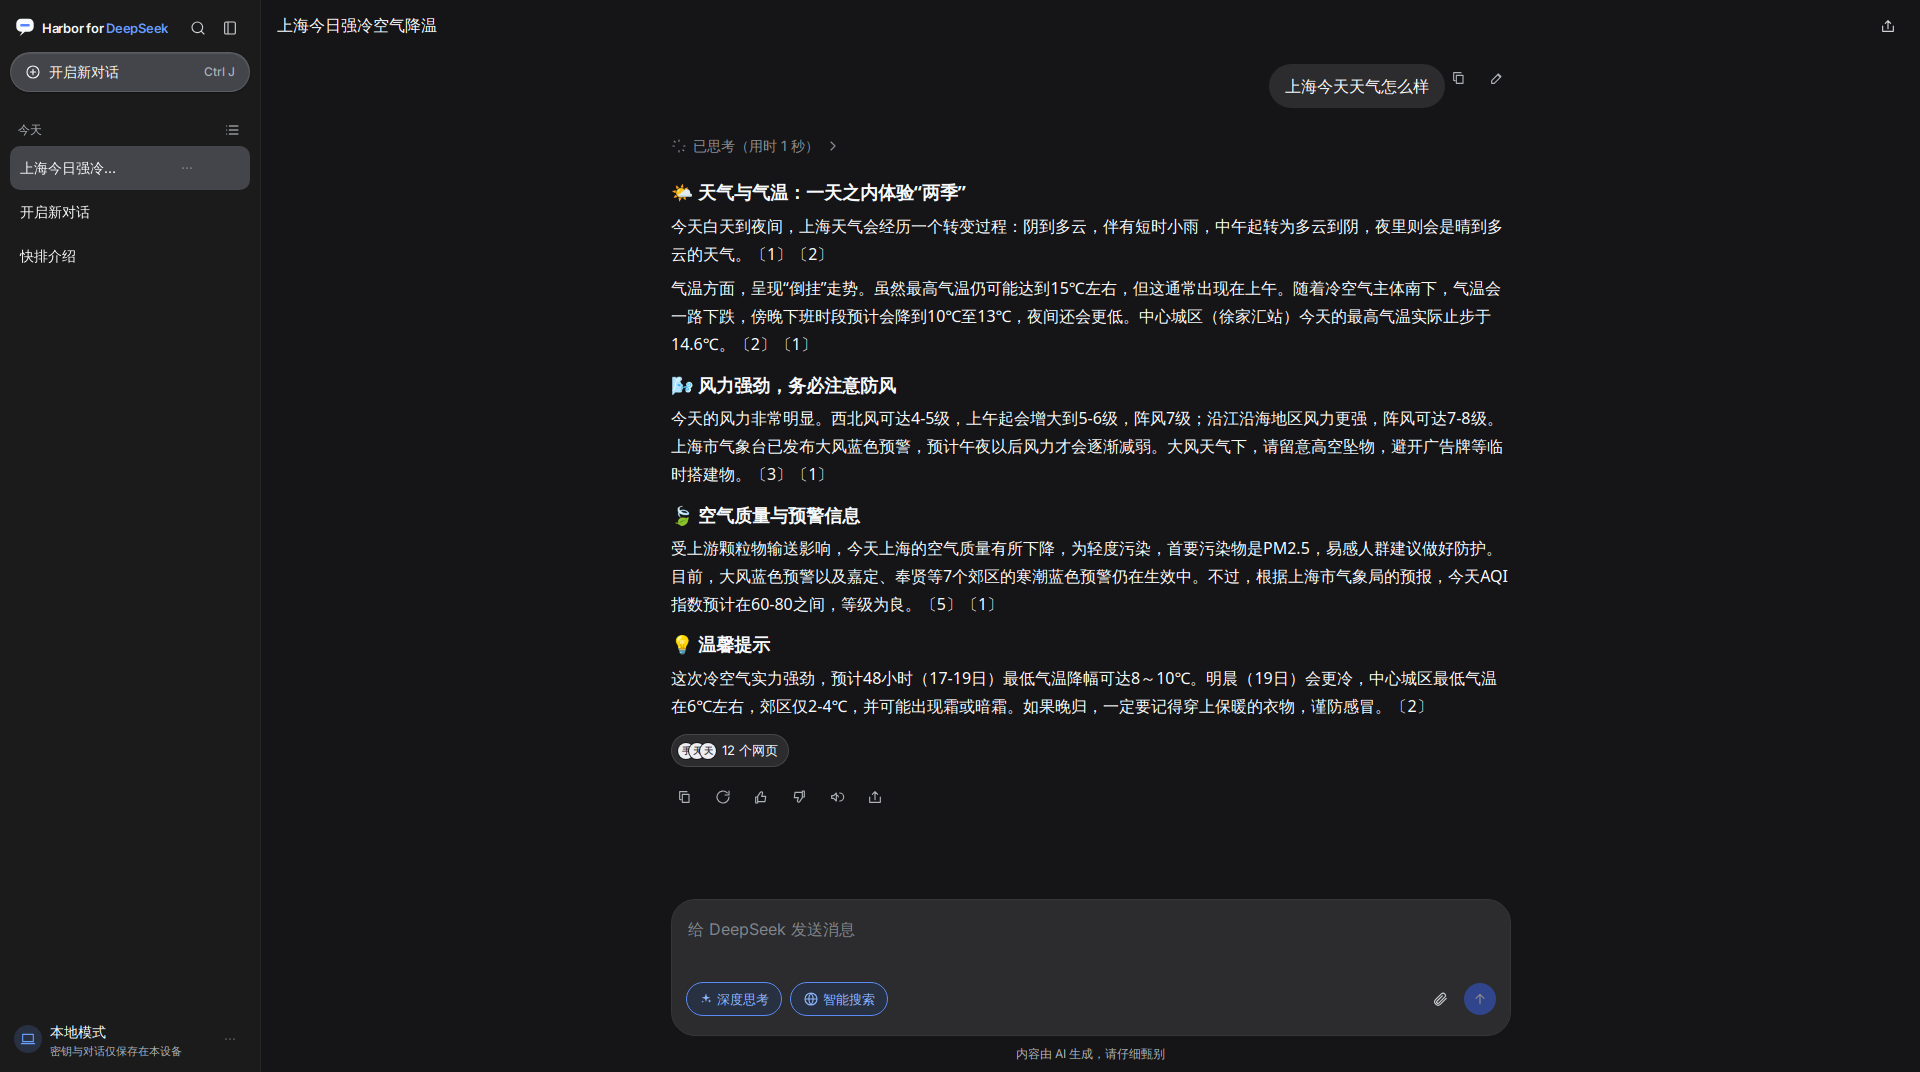 Harbor for DeepSeek
开启新对话
Ctrl J
今天
上海今日强冷...
开启新对话
快排介绍
本地模式
密钥与对话仅保存在本设备
上海今日强冷空气降温
上海今天天气怎么样
已思考（用时 1 秒）
🌤️ 天气与气温：一天之内体验“两季”
今天白天到夜间，上海天气会经历一个转变过程：阴到多云，伴有短时小雨，中午起转为多云到阴，夜里则会是晴到多
云的天气。〔1〕〔2〕
气温方面，呈现“倒挂”走势。虽然最高气温仍可能达到15℃左右，但这通常出现在上午。随着冷空气主体南下，气温会
一路下跌，傍晚下班时段预计会降到10℃至13℃，夜间还会更低。中心城区（徐家汇站）今天的最高气温实际止步于
14.6℃。〔2〕〔1〕
🌬️ 风力强劲，务必注意防风
今天的风力非常明显。西北风可达4-5级，上午起会增大到5-6级，阵风7级；沿江沿海地区风力更强，阵风可达7-8级。
上海市气象台已发布大风蓝色预警，预计午夜以后风力才会逐渐减弱。大风天气下，请留意高空坠物，避开广告牌等临
时搭建物。〔3〕〔1〕
🍃 空气质量与预警信息
受上游颗粒物输送影响，今天上海的空气质量有所下降，为轻度污染，首要污染物是PM2.5，易感人群建议做好防护。
目前，大风蓝色预警以及嘉定、奉贤等7个郊区的寒潮蓝色预警仍在生效中。不过，根据上海市气象局的预报，今天AQI
指数预计在60-80之间，等级为良。〔5〕〔1〕
💡 温馨提示
这次冷空气实力强劲，预计48小时（17-19日）最低气温降幅可达8～10℃。明晨（19日）会更冷，中心城区最低气温
在6℃左右，郊区仅2-4℃，并可能出现霜或暗霜。如果晚归，一定要记得穿上保暖的衣物，谨防感冒。〔2〕
天 12 个网页
给 DeepSeek 发送消息
深度思考
智能搜索
内容由 AI 生成，请仔细甄别